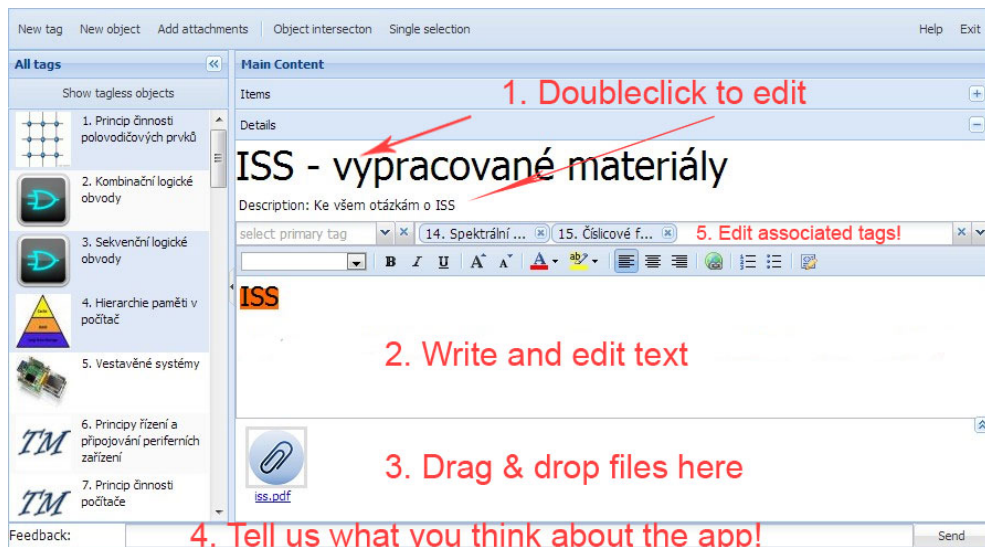 New tag New object Add attachments Object intersecton Single selection Help Exit
All tags
Show tagless objects
1. Princip činnosti
polovodičových prvků
2. Kombinační logické
obvody
3. Sekvenční logické
obvody
4. Hierarchie paměti v
počítač
5. Vestavěné systémy
TM
6. Principy řízení a
připojování periferních
zařízení
TM
7. Princip činnosti
počítače
Main Content
Items
1. Doubleclick to edit
Details
ISS - vypracované materiály
Description: Ke všem otázkám o ISS
select primary tag 14. Spektrální ... 15. Číslicové f... 5. Edit associated tags!
B I U A A A ab
ISS
2. Write and edit text
3. Drag & drop files here
iss.pdf
Feedback: 4. Tell us what you think about the app! Send